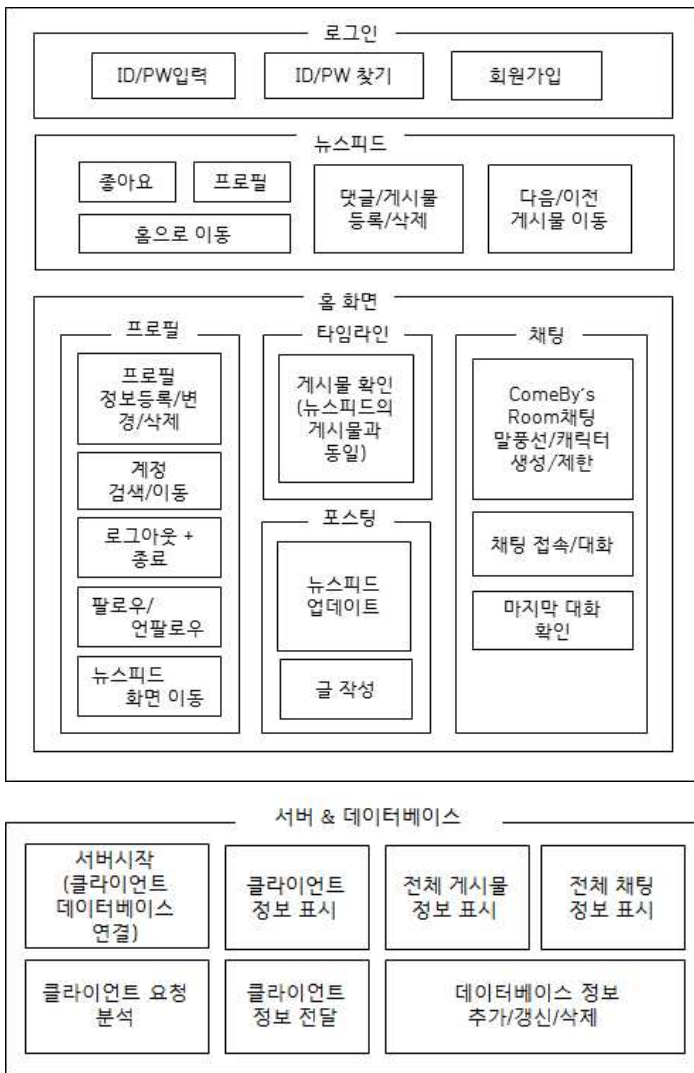 로그인
ID/PW입력
ID/PW 찾기
회원가입
뉴스피드
좋아요
프로필
홈으로 이동
댓글/게시물
등록/삭제
다음/이전
게시물 이동
홈 화면
프로필
프로필
정보등록/변
경/삭제
계정
검색/이동
로그아웃 +
종료
팔로우/
언팔로우
뉴스피드
화면 이동
타임라인
게시물 확인
(뉴스피드의
게시물과
동일)
포스팅
뉴스피드
업데이트
글 작성
채팅
ComeBy's
Room채팅
말풍선/캐릭터
생성/제한
채팅 접속/대화
마지막 대화
확인
서버 & 데이터베이스
서버시작
(클라이언트
데이터베이스
연결)
클라이언트
정보 표시
전체 게시물
정보 표시
전체 채팅
정보 표시
클라이언트 요청
분석
클라이언트
정보 전달
데이터베이스 정보
추가/갱신/삭제